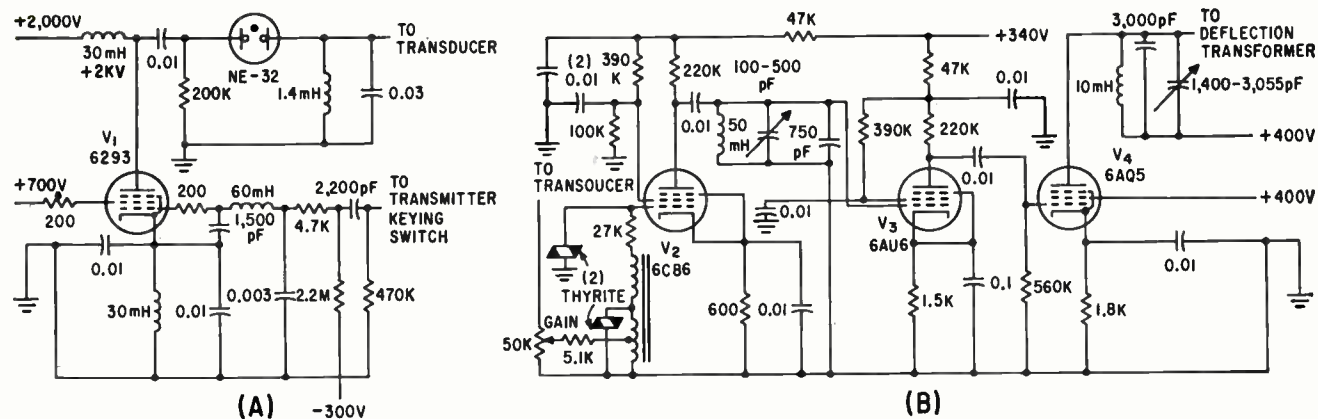 +2,000V
30mH
+2KV
0.01
NE-32
TO
TRANSDUCER
200K
1.4mH
0.03
V1
6293
+700V
200
200
60mH
1,500
pF
2,200pF
4.7K
TO
TRANSMITTER
KEYING
SWITCH
0.01
30mH
0.01
0.003
2.2M
470K
-300V
(A)
(2)
0.01
390
K
220K
47K
100-500
pF
+340V
47K
0.01
100K
0.01
50
mH
750
pF
390K
220K
3,000pF
TO
DEFLECTION
TRANSFORMER
10mH
1,400-3,055pF
+400V
TO
TRANSOUCER
V2
6C86
27K
0.01
V3
6AU6
0.01
V4
6AQ5
+400V
(2)
THYRITE
GAIN
50K
5.1K
600
0.01
1.5K
0.1
560K
1.8K
0.01
(B)